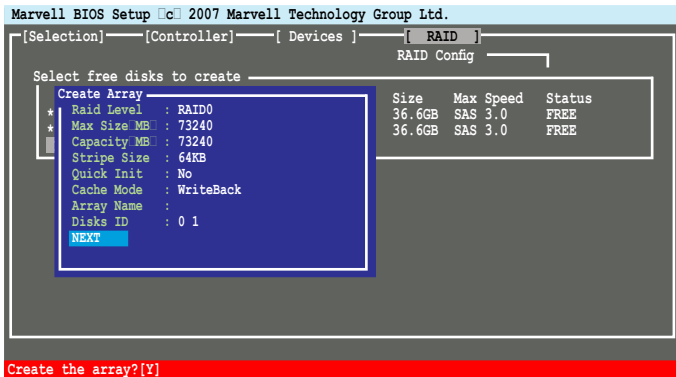 Marvell BIOS Setup □c□ 2007 Marvell Technology Group Ltd.
[Selection] [Controller] [ Devices ] [ RAID ]
RAID Config
Select free disks to create
Create Array
Size Max Speed Status
* Raid Level : RAID0 36.6GB SAS 3.0 FREE
* Max Size□MB□ : 73240 36.6GB SAS 3.0 FREE
Capacity□MB□ : 73240
Stripe Size : 64KB
Quick Init : No
Cache Mode : WriteBack
Array Name :
Disks ID : 0 1
NEXT
Create the array?[Y]